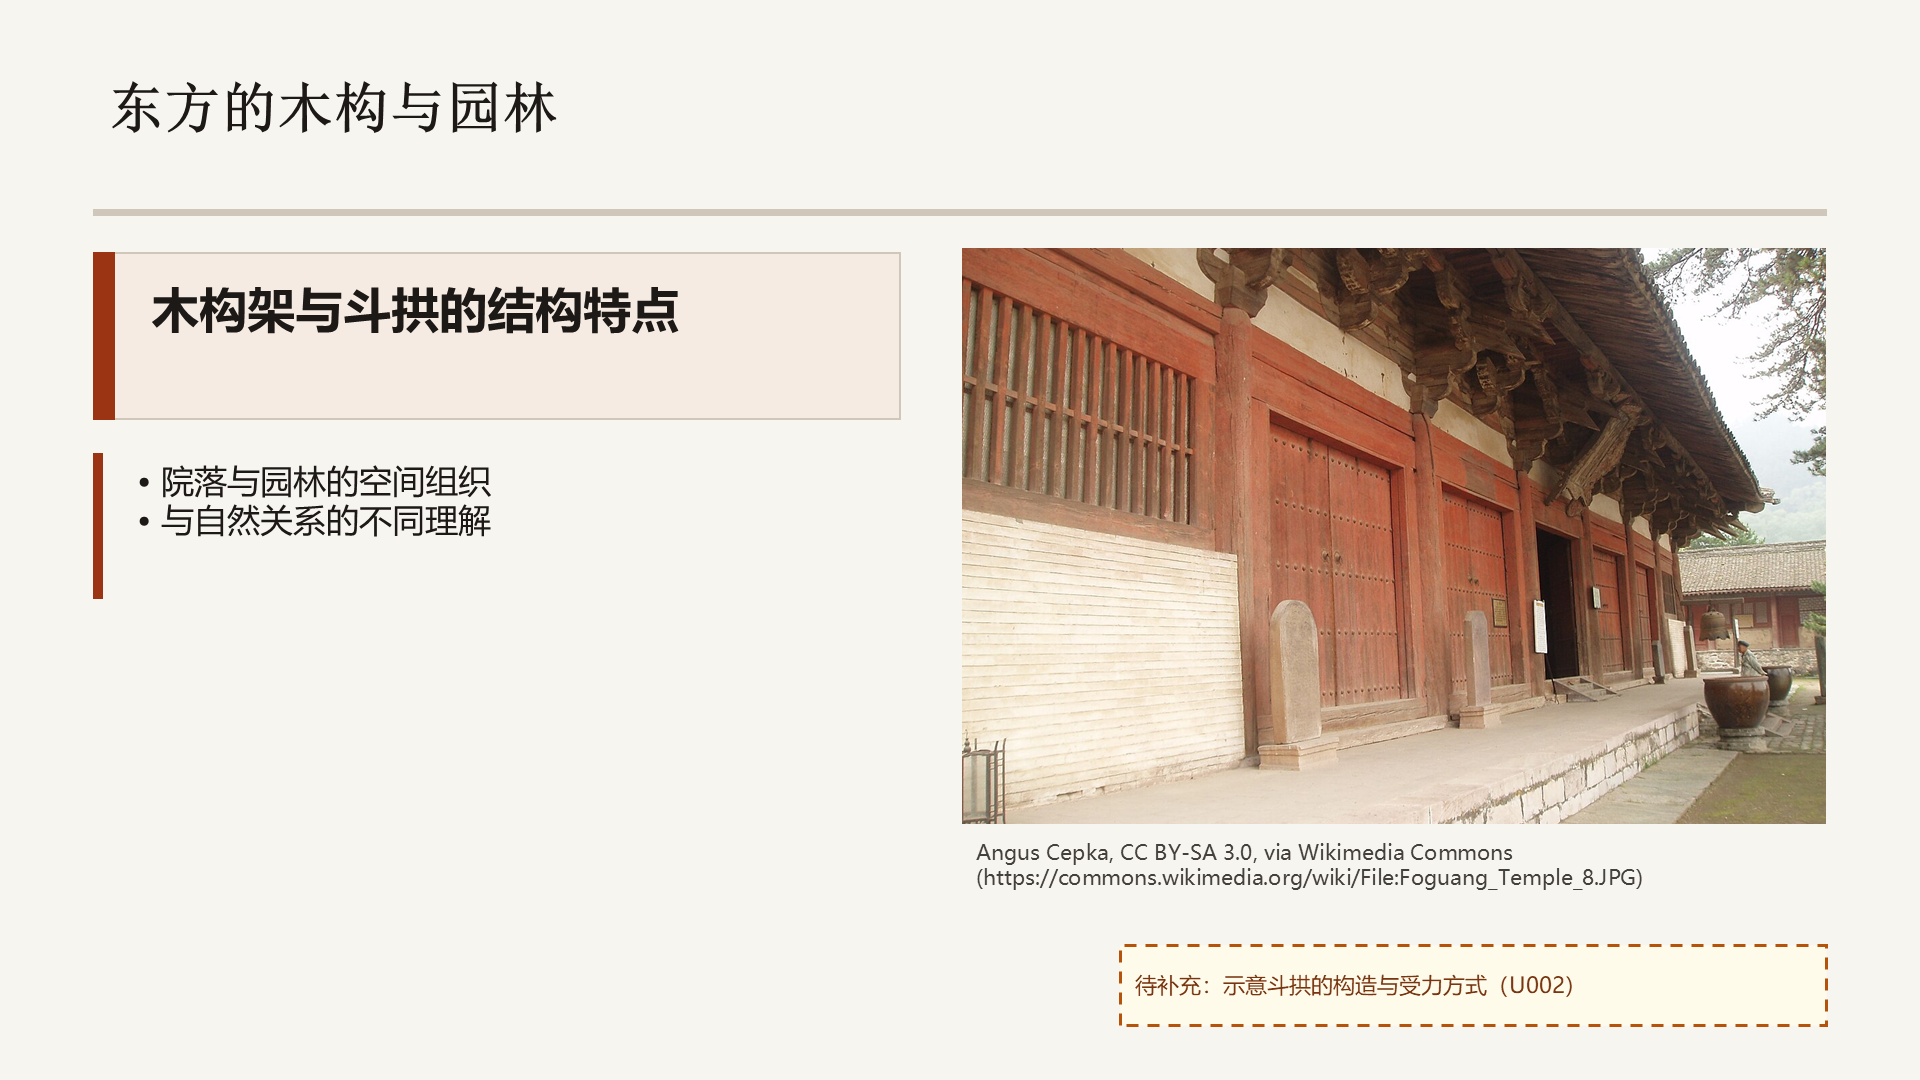 东方的木构与园林
木构架与斗拱的结构特点
• 院落与园林的空间组织
• 与自然关系的不同理解
Angus Cepka, CC BY-SA 3.0, via Wikimedia Commons
(https://commons.wikimedia.org/wiki/File:Foguang_Temple_8.JPG)
待补充：示意斗拱的构造与受力方式（U002）